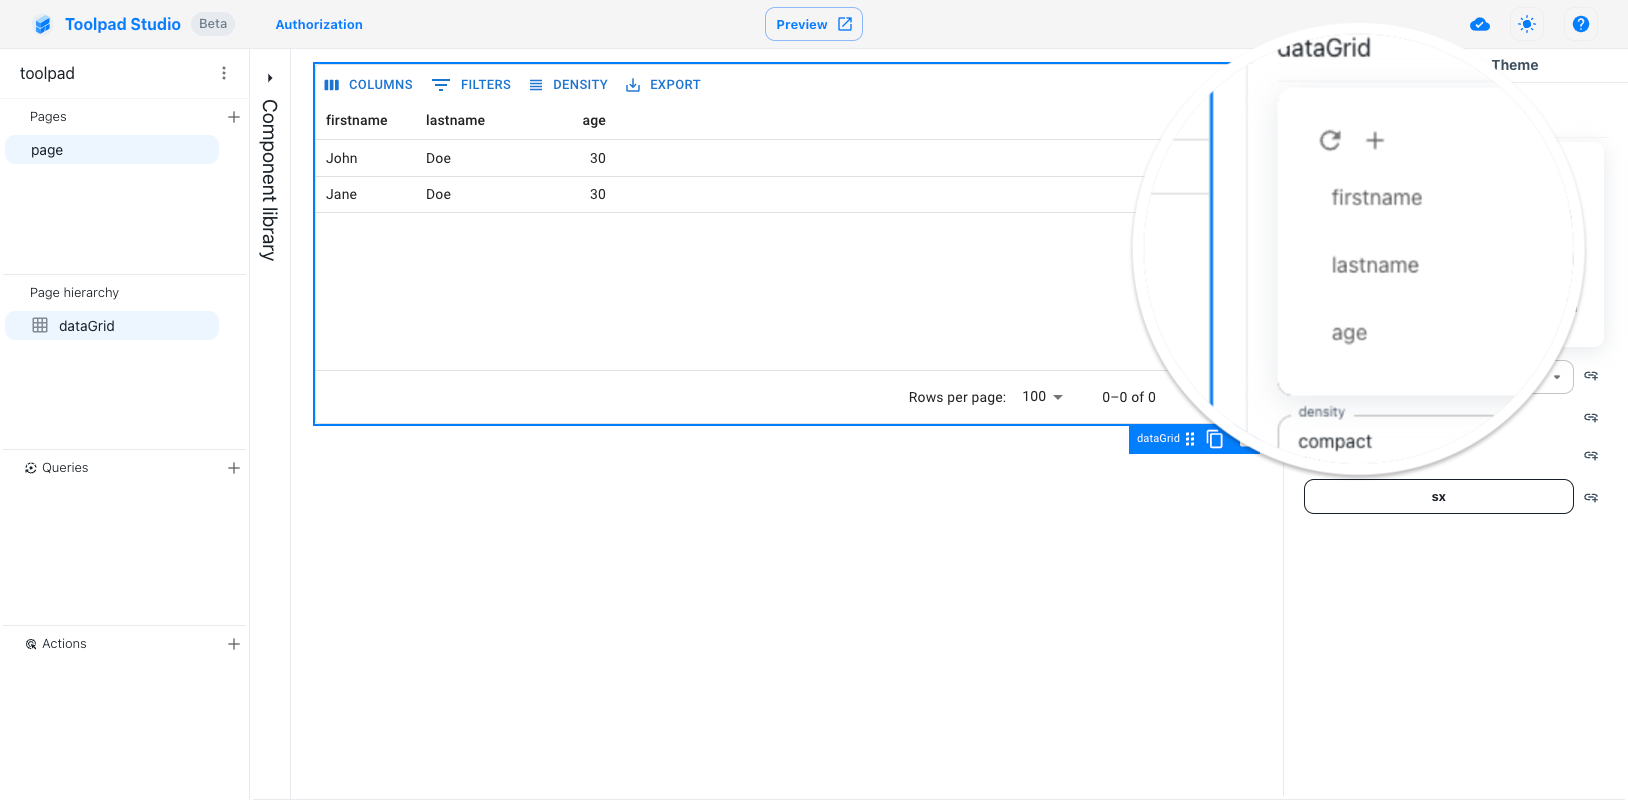 Toolpad Studio Beta Authorization Preview
toolpad
Pages
page
Page hierarchy
dataGrid
Queries
Actions
Component library
COLUMNS FILTERS DENSITY EXPORT
firstname lastname age
John Doe 30
Jane Doe 30
Rows per page: 100 0–0 of 0
dataGrid
Theme
dataGrid
firstname
lastname
age
density
compact
sx